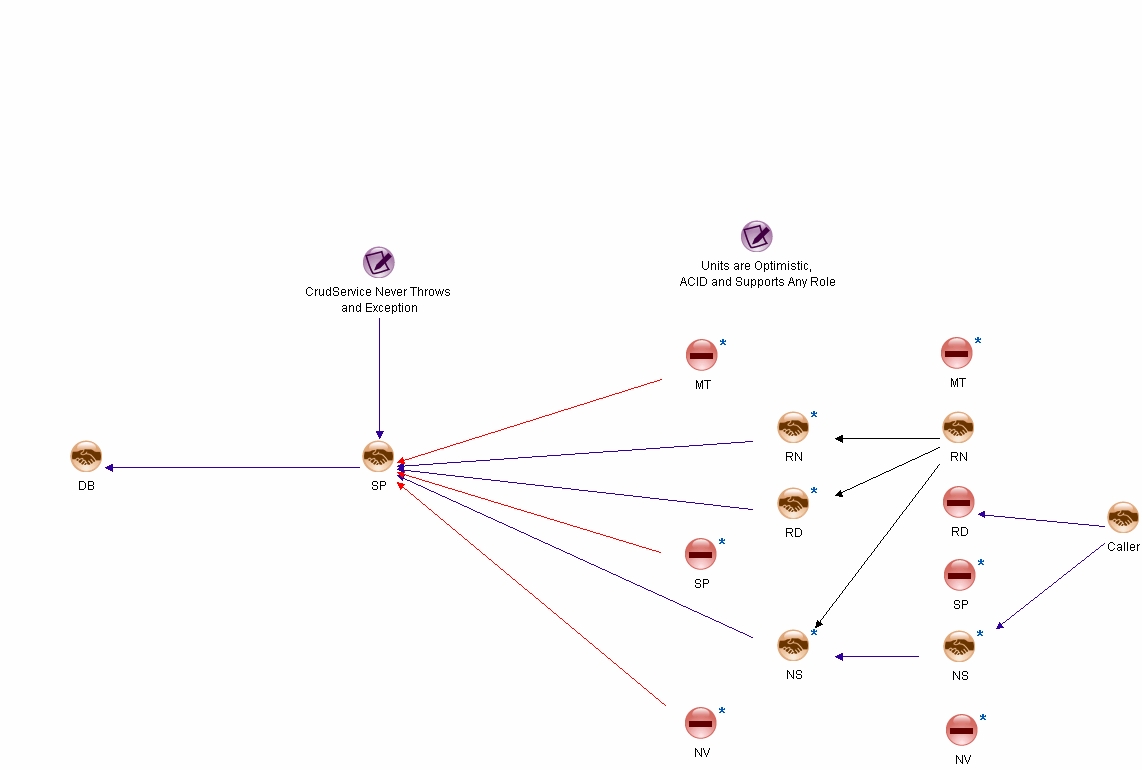 Units are Optimistic,
ACID and Supports Any Role
CrudService Never Throws
and Exception
* *
MT MT
*
RN RN
*
DB SP
*
RD RD
Caller
* *
SP SP
* *
NS NS
* *
NV NV